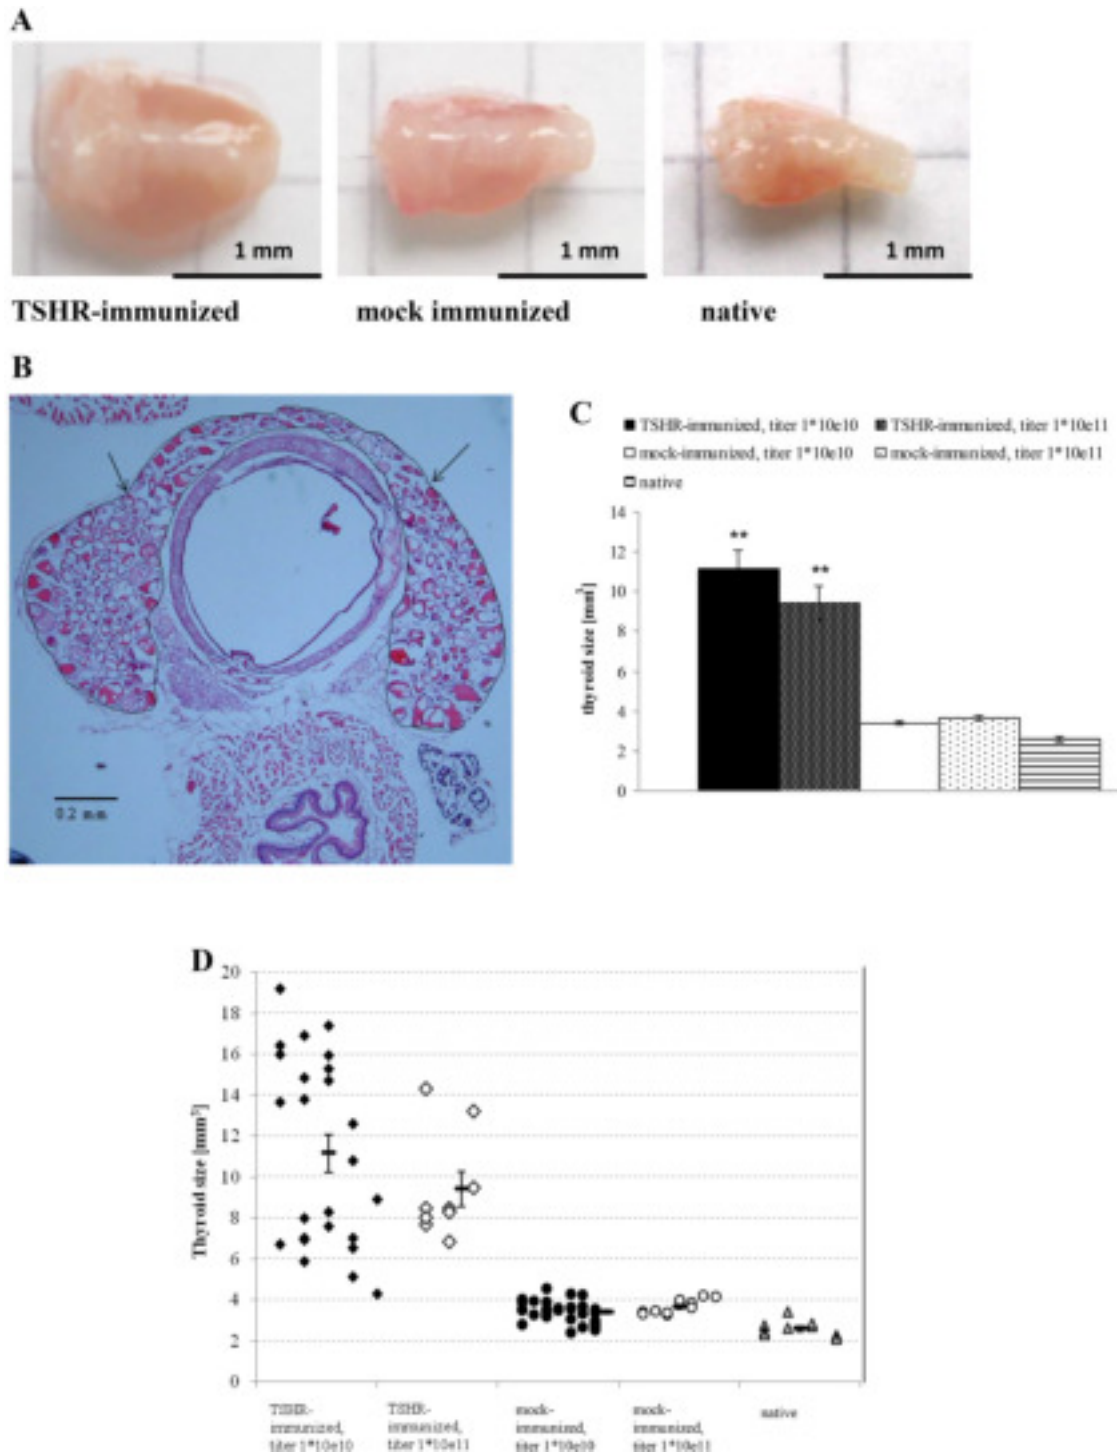 A
1 mm 1 mm 1 mm
TSHR-immunized mock immunized native
B
0.2 mm
C
TSHR-immunized, titer 1*10e10 TSHR-immunized, titer 1*10e11
mock-immunized, titer 1*10e10 mock-immunized, titer 1*10e11
native
14
12
10
8
6
4
2
0
** **
thyroid size [mm³]
D
20
18
16
14
12
10
8
6
4
2
0
Thyroid size [mm³]
TSHR- TSHR- mock- mock- native
immunized, immunized, immunized, immunized,
titer 1*10e10 titer 1*10e11 titer 1*10e10 titer 1*10e11